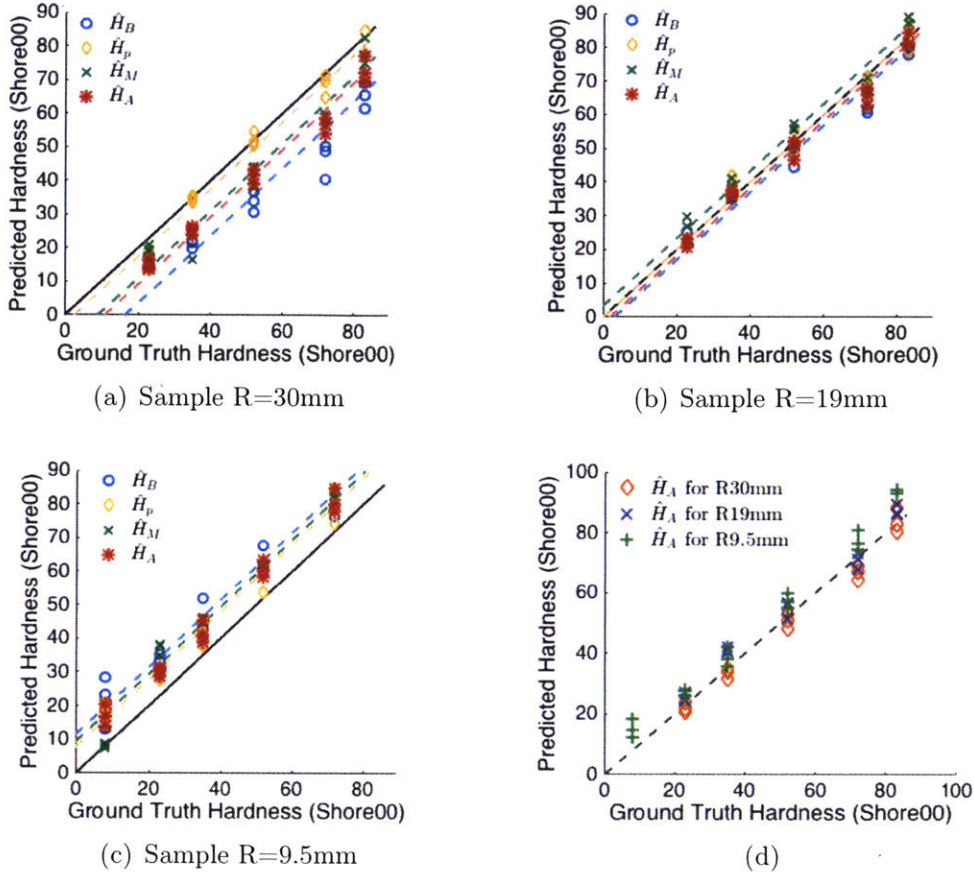 90
80
70
60
50
40
30
20
10
0
Predicted Hardness (Shore00)
Ĥ_B
Ĥ_p
Ĥ_M
Ĥ_A
0 20 40 60 80
Ground Truth Hardness (Shore00)
(a) Sample R=30mm
90
80
70
60
50
40
30
20
10
0
Predicted Hardness (Shore00)
Ĥ_B
Ĥ_p
Ĥ_M
Ĥ_A
0 20 40 60 80
Ground Truth Hardness (Shore00)
(b) Sample R=19mm
90
80
70
60
50
40
30
20
10
0
Predicted Hardness (Shore00)
Ĥ_B
Ĥ_p
Ĥ_M
Ĥ_A
0 20 40 60 80
Ground Truth Hardness (Shore00)
(c) Sample R=9.5mm
100
80
60
40
20
0
Predicted Hardness (Shore00)
Ĥ_A for R30mm
Ĥ_A for R19mm
Ĥ_A for R9.5mm
0 20 40 60 80 100
Ground Truth Hardness (Shore00)
(d)